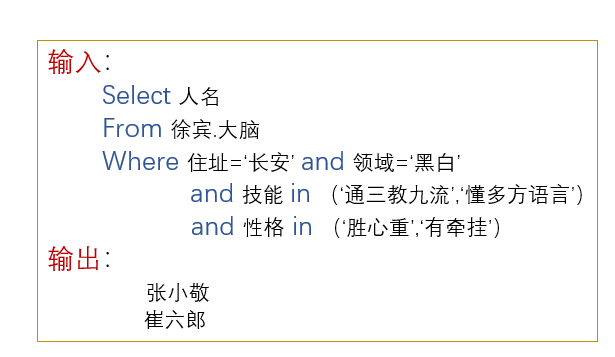 输入：
Select 人名
From 徐宾.大脑
Where 住址=‘长安’ and 领域=‘黑白’
and 技能 in （‘通三教九流’,‘懂多方语言’）
and 性格 in （‘胜心重’,‘有牵挂’）
输出：
张小敬
崔六郎